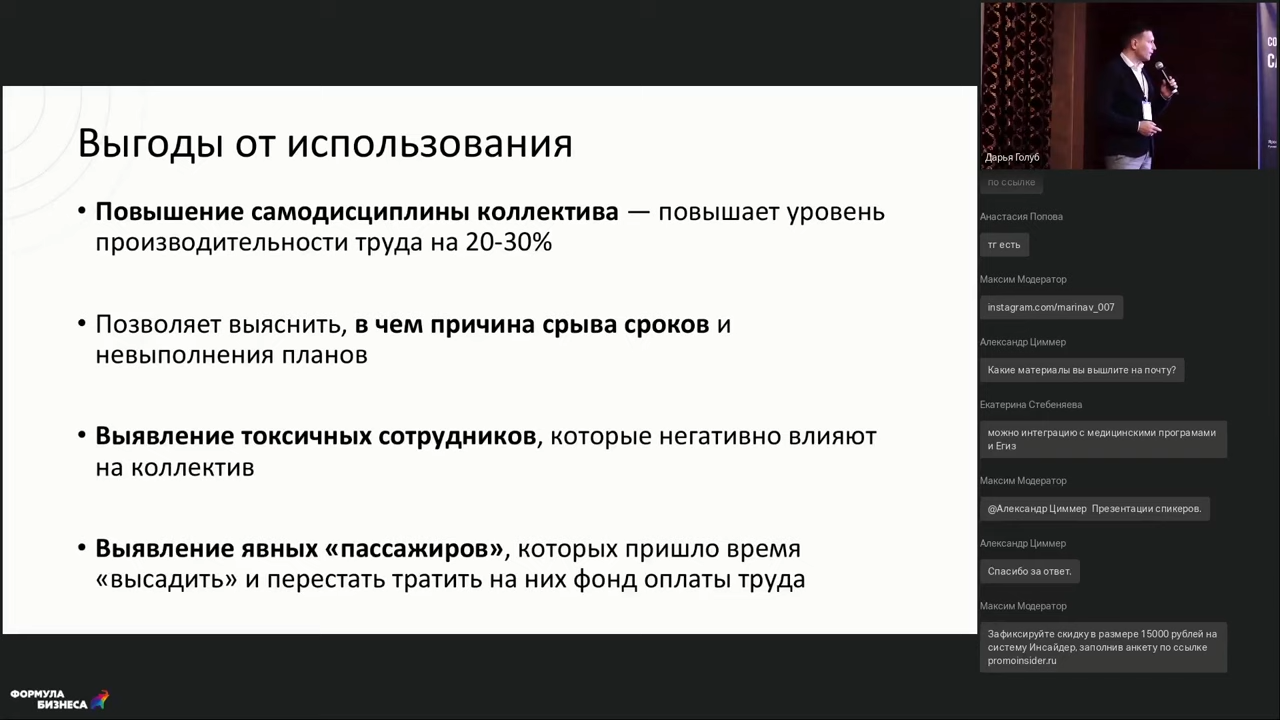 Выгоды от использования
• Повышение самодисциплины коллектива — повышает уровень
производительности труда на 20-30%
• Позволяет выяснить, в чем причина срыва сроков и
невыполнения планов
• Выявление токсичных сотрудников, которые негативно влияют
на коллектив
• Выявление явных «пассажиров», которых пришло время
«высадить» и перестать тратить на них фонд оплаты труда
ФОРМУЛА
БИЗНЕСА
Дарья Голуб
по ссылке
Анастасия Попова
тг есть
Максим Модератор
instagram.com/marinav_007
Александр Циммер
Какие материалы вы вышлите на почту?
Екатерина Стебеняева
можно интеграцию с медицинскими програмами
и Егиз
Максим Модератор
@Александр Циммер Презентации спикеров.
Александр Циммер
Спасибо за ответ.
Максим Модератор
Зафиксируйте скидку в размере 15000 рублей на
систему Инсайдер, заполнив анкету по ссылке
promoinsider.ru